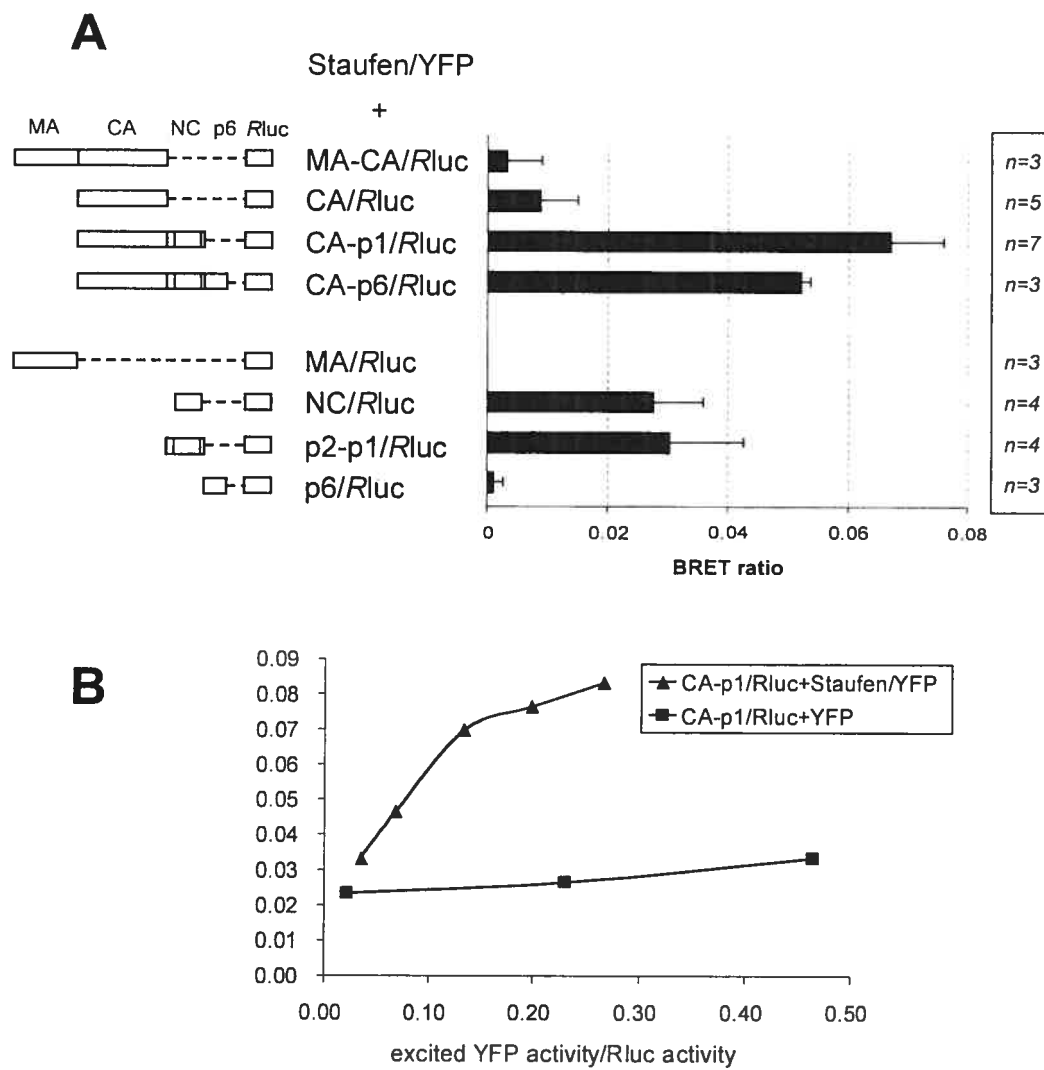 A
Staufen/YFP
+
MA CA NC p6 Rluc
MA-CA/Rluc n=3
CA/Rluc n=5
CA-p1/Rluc n=7
CA-p6/Rluc n=3
MA/Rluc n=3
NC/Rluc n=4
p2-p1/Rluc n=4
p6/Rluc n=3
0 0.02 0.04 0.06 0.08
BRET ratio
B
0.09
0.08
0.07
0.06
0.05
0.04
0.03
0.02
0.01
0.00
CA-p1/Rluc+Staufen/YFP
CA-p1/Rluc+YFP
0.00 0.10 0.20 0.30 0.40 0.50
excited YFP activity/Rluc activity